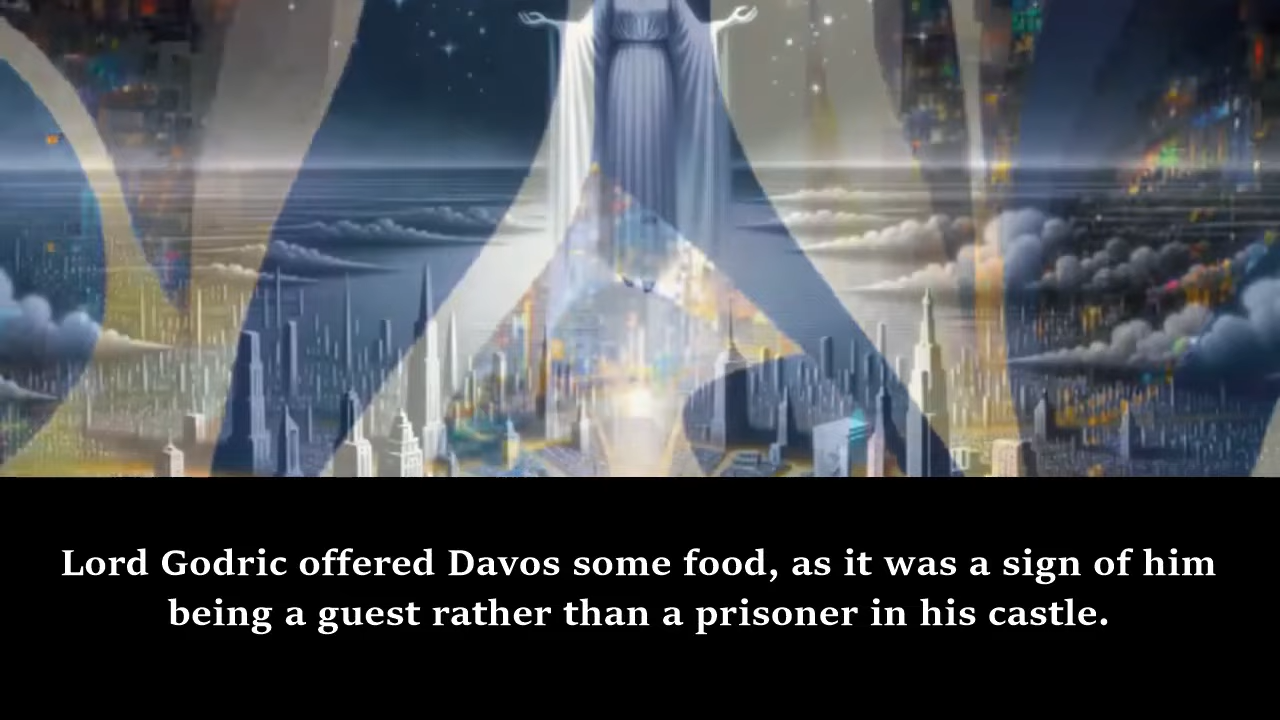 Lord Godric offered Davos some food, as it was a sign of him
being a guest rather than a prisoner in his castle.